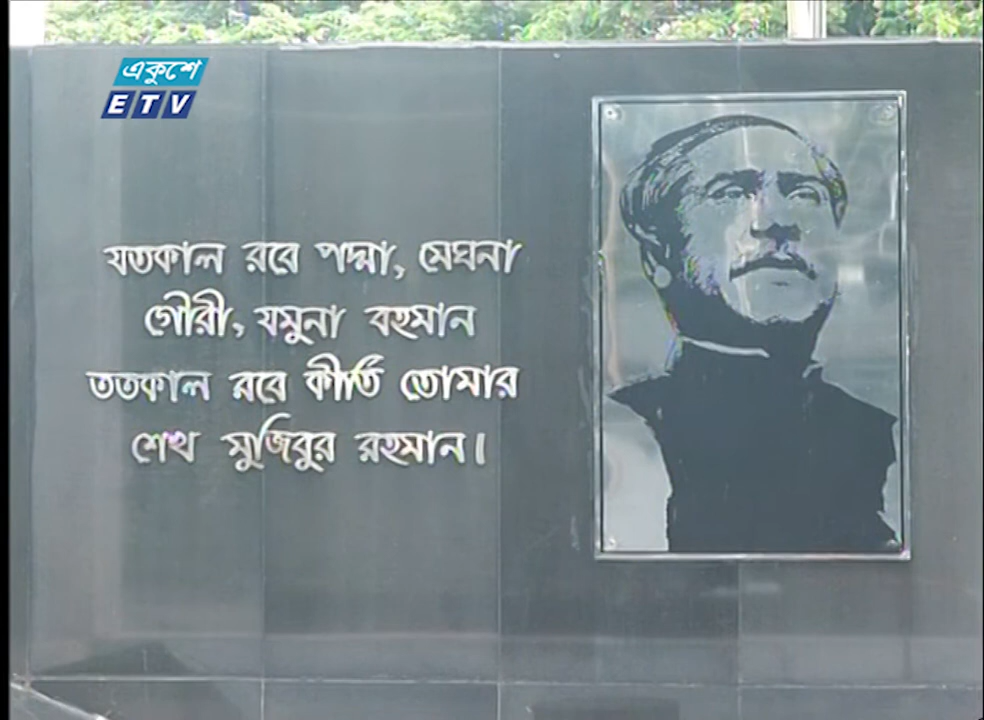 একুশে
ETV
যতকাল রবে পদ্মা, মেঘনা
গৌরী, যমুনা বহমান
ততকাল রবে কীর্তি তোমার
শেখ মুজিবুর রহমান।